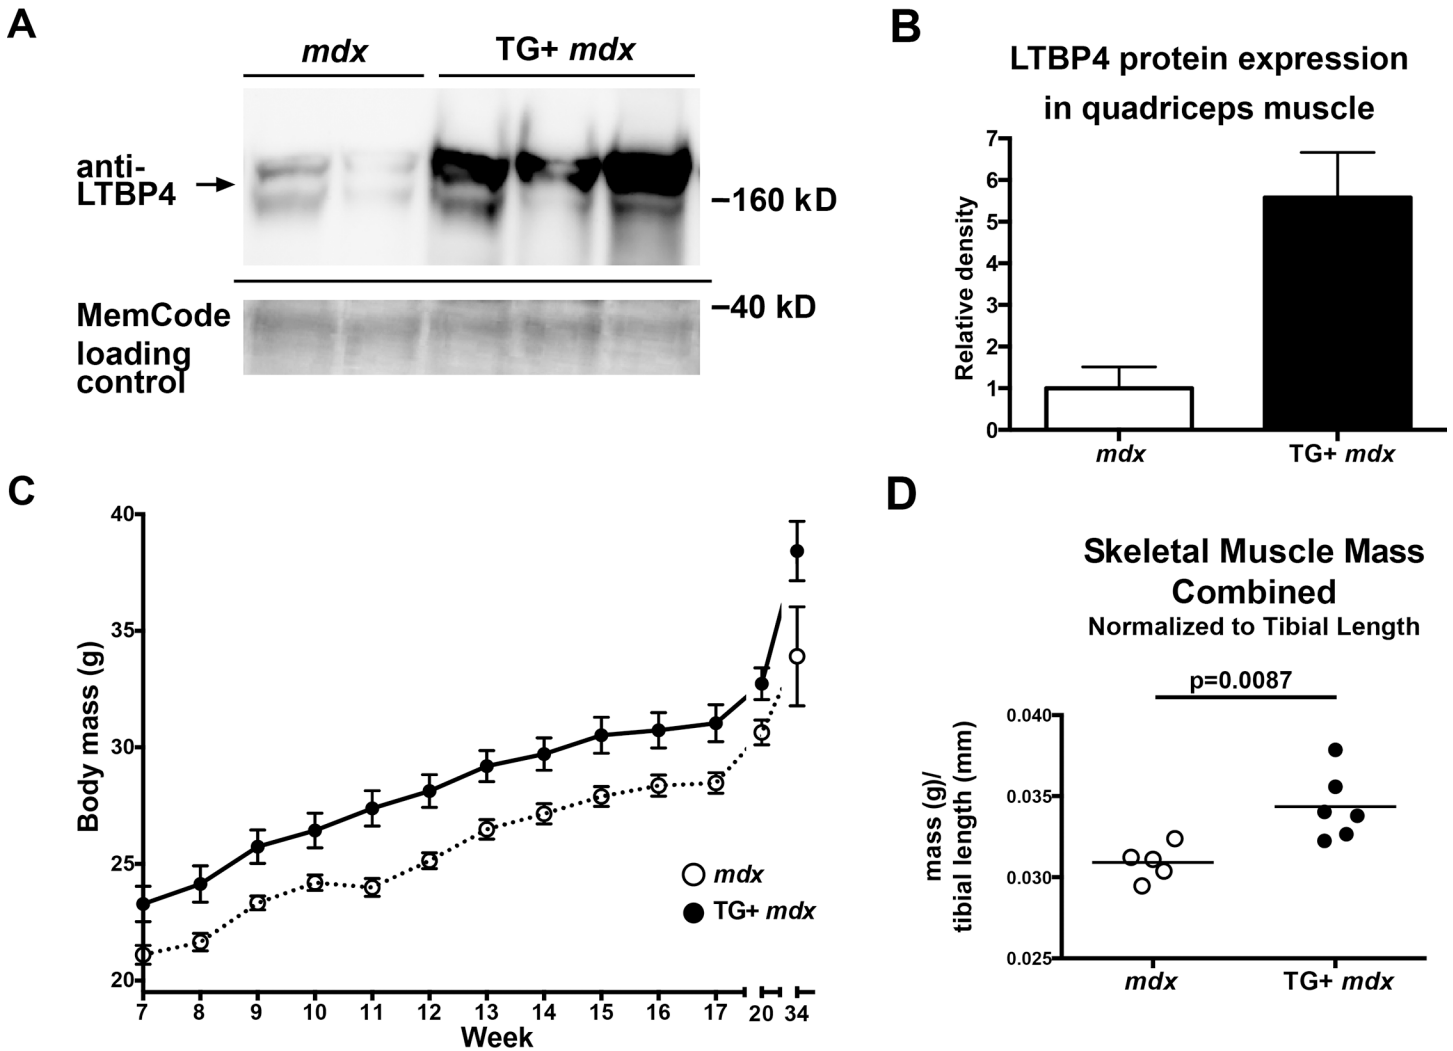 A
mdx
TG+ mdx
anti-
LTBP4
–160 kD
–40 kD
MemCode
loading
control
B
LTBP4 protein expression
in quadriceps muscle
Relative density
7
6
5
4
3
2
1
0
mdx
TG+ mdx
C
Body mass (g)
40
35
30
25
20
mdx
TG+ mdx
7 8 9 10 11 12 13 14 15 16 17 20 34
Week
D
Skeletal Muscle Mass
Combined
Normalized to Tibial Length
p=0.0087
mass (g)/
tibial length (mm)
0.040
0.035
0.030
0.025
mdx
TG+ mdx